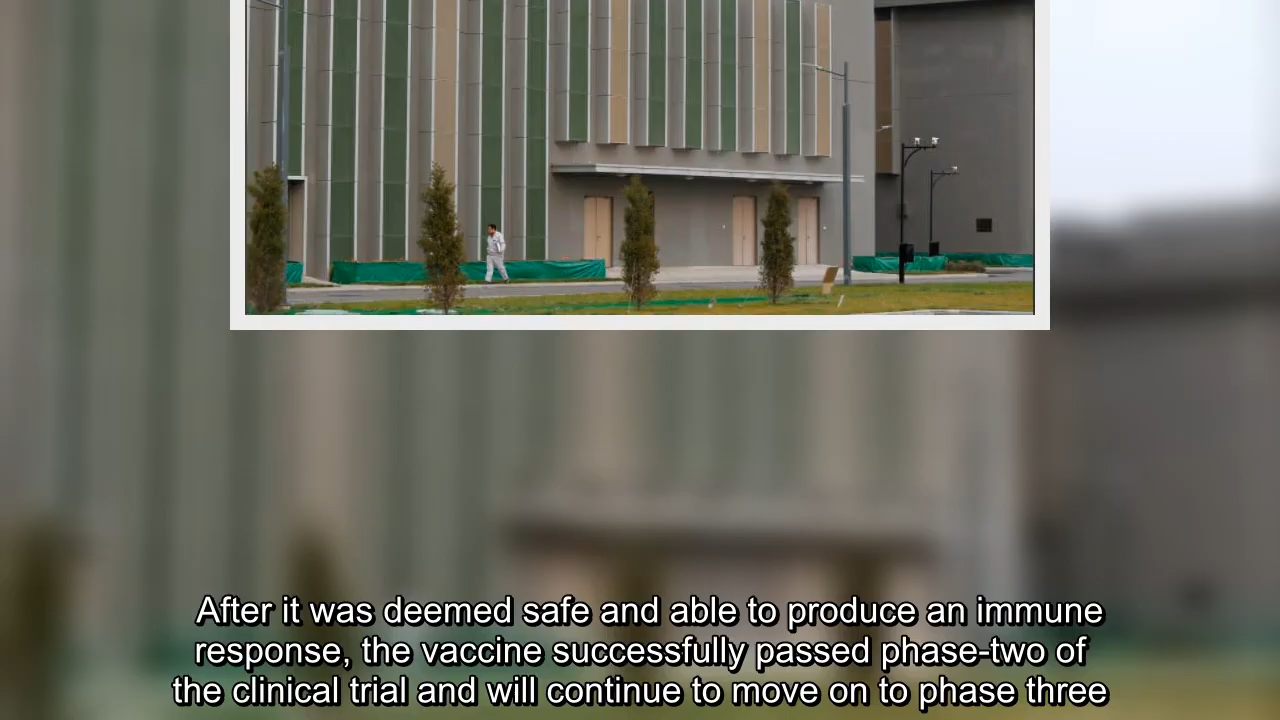 After it was deemed safe and able to produce an immune
response, the vaccine successfully passed phase-two of
the clinical trial and will continue to move on to phase three